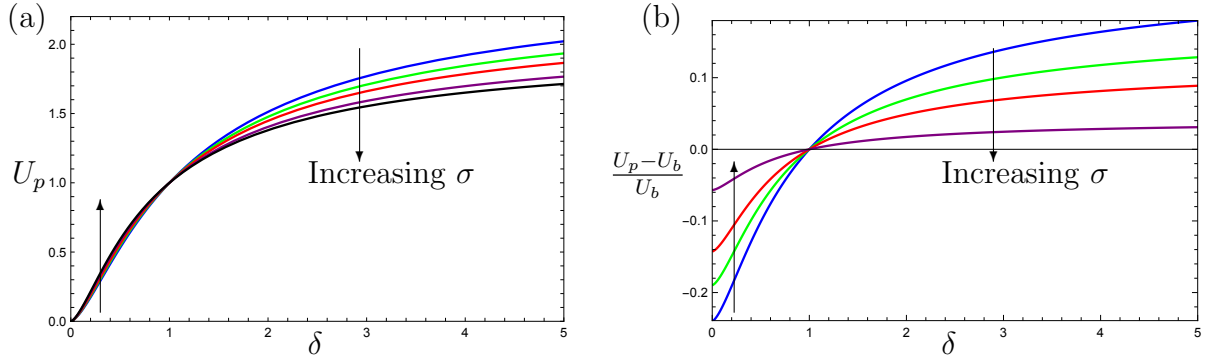 (a)
2.0
1.5
U_p 1.0
0.5
0.0
0 1 2 3 4 5
δ
Increasing σ
(b)
0.1
0.0
U_p−U_b
U_b
-0.1
-0.2
0 1 2 3 4 5
δ
Increasing σ